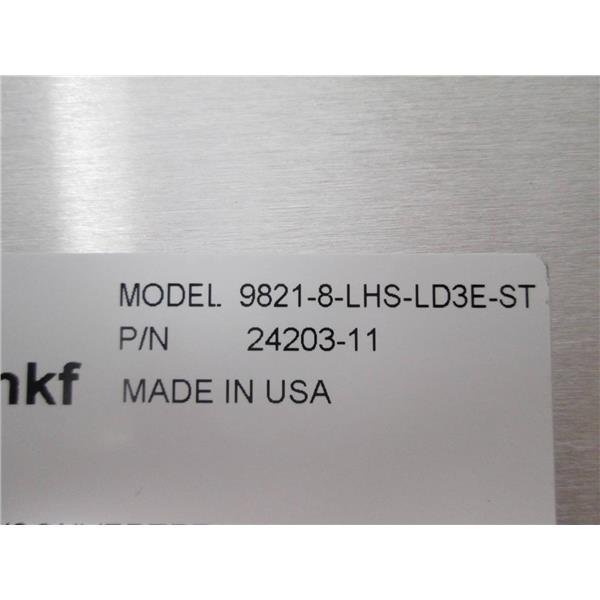 MODEL. 9821-8-LHS-LD3E-ST
P/N 24203-11
nkf MADE IN USA